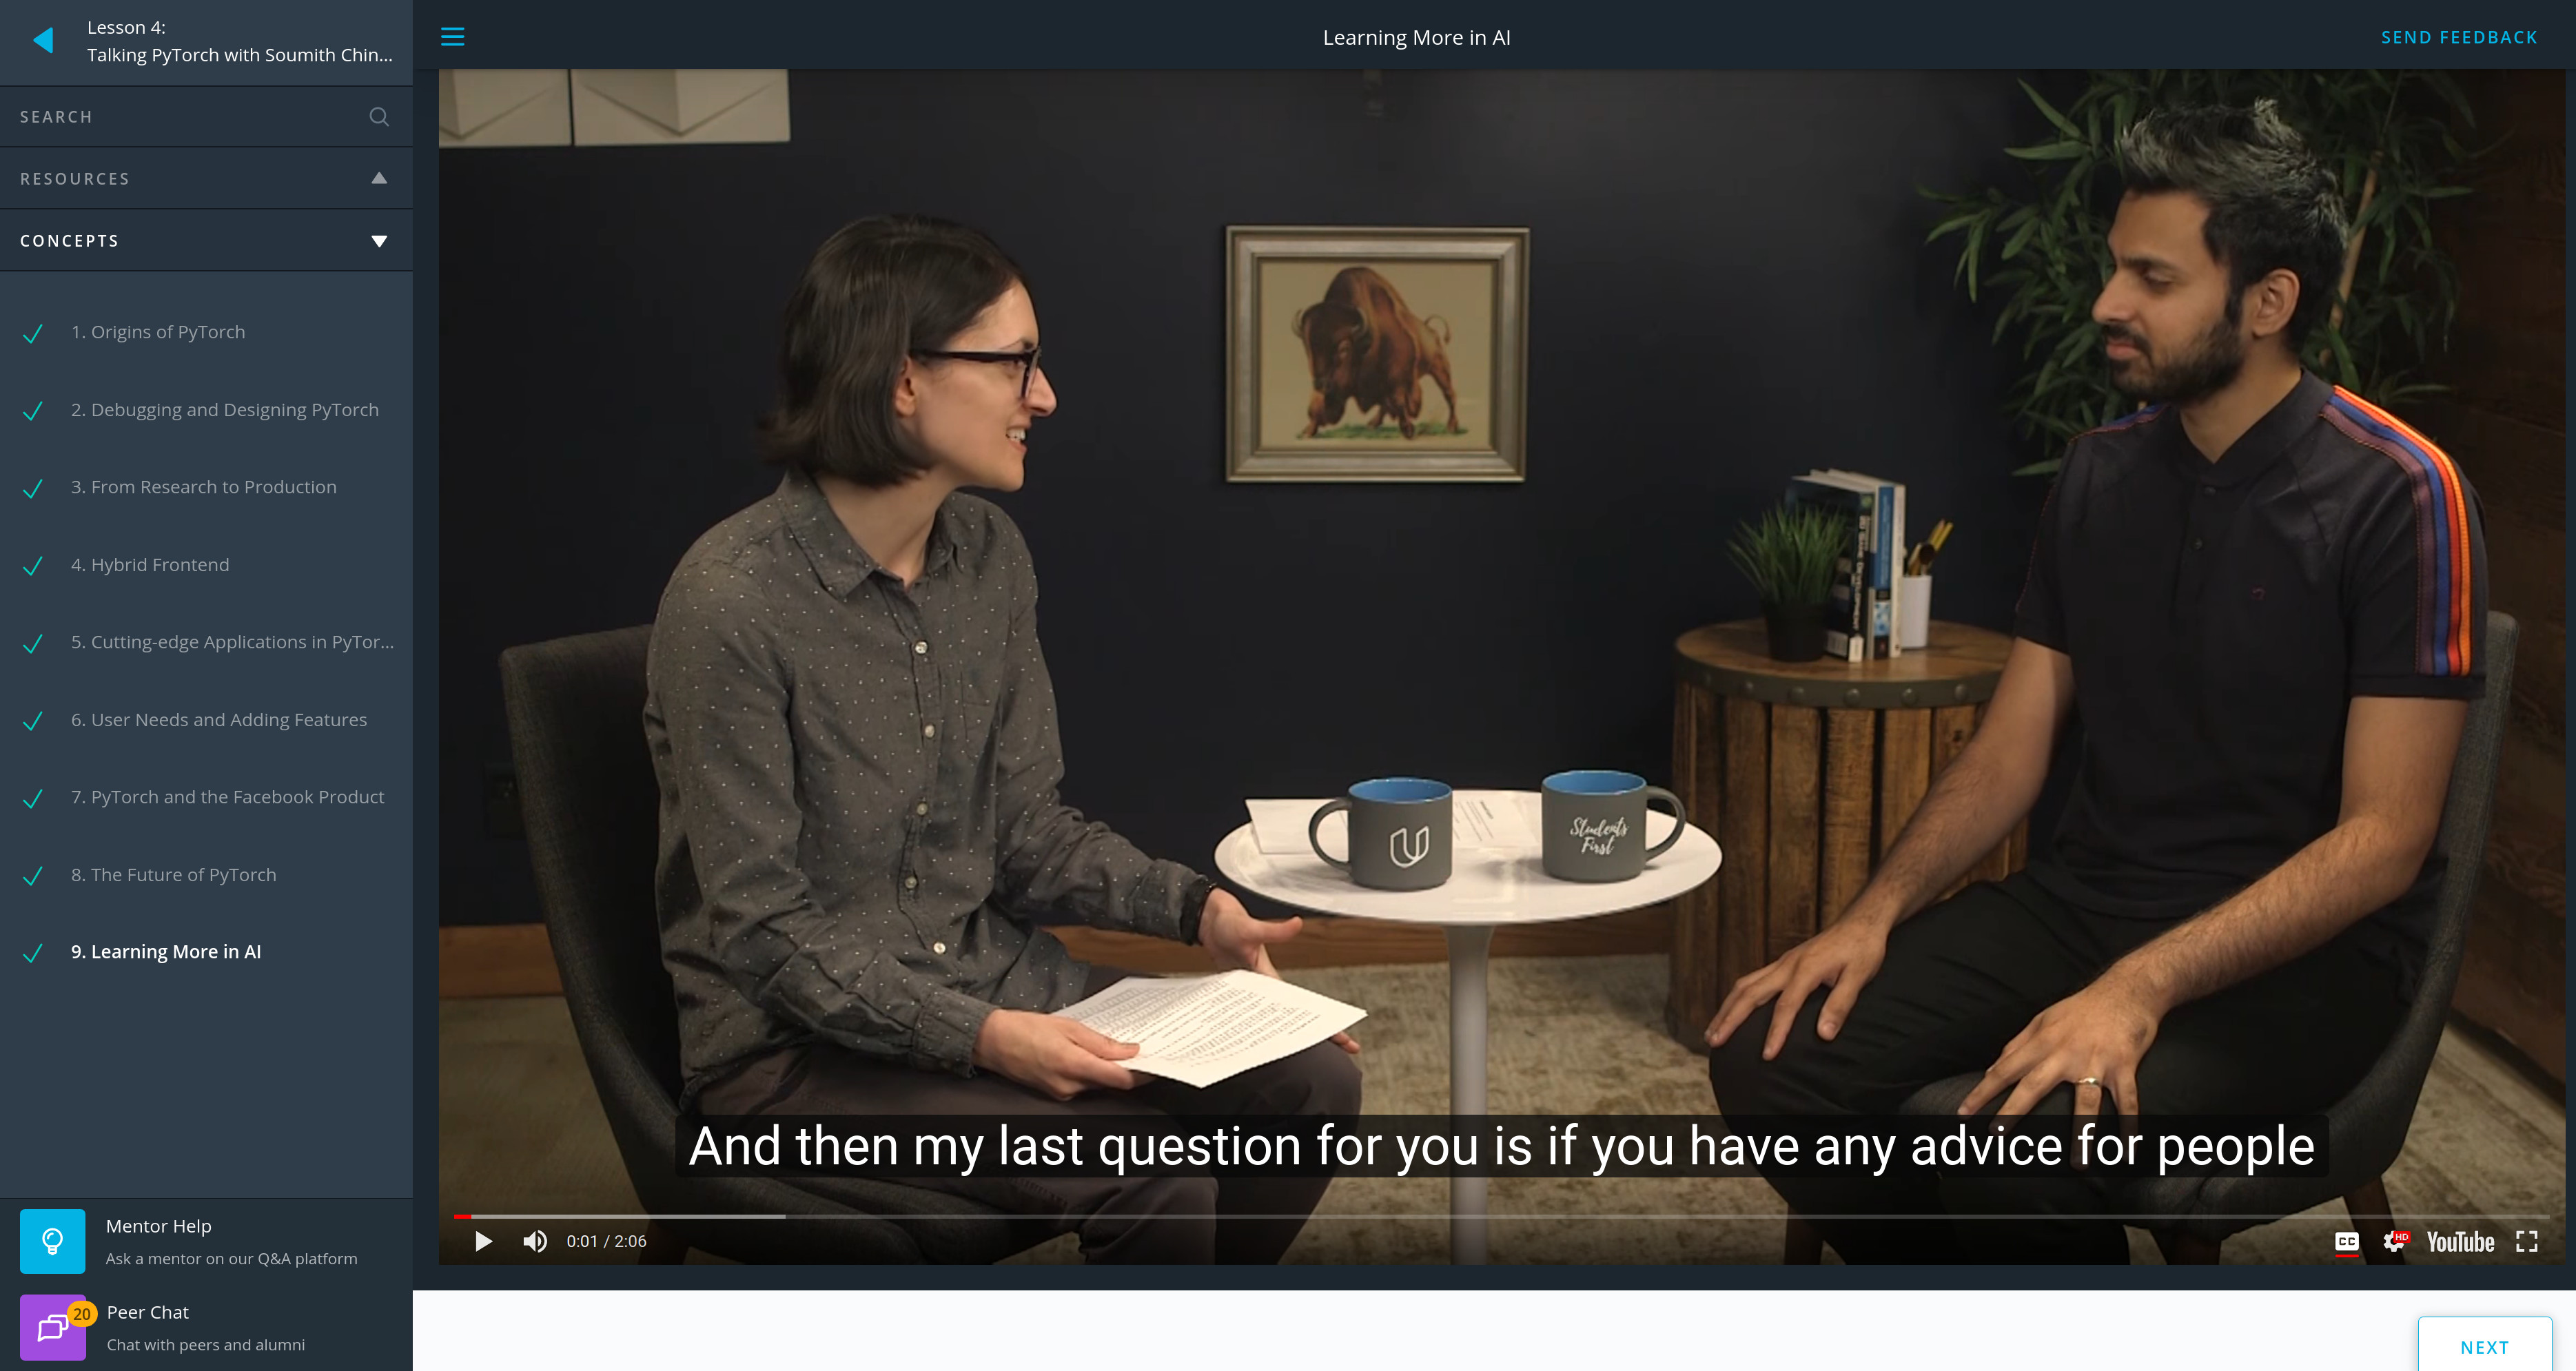 Lesson 4:
Talking PyTorch with Soumith Chin...
SEARCH
RESOURCES
CONCEPTS
1. Origins of PyTorch
2. Debugging and Designing PyTorch
3. From Research to Production
4. Hybrid Frontend
5. Cutting-edge Applications in PyTor...
6. User Needs and Adding Features
7. PyTorch and the Facebook Product
8. The Future of PyTorch
9. Learning More in AI
Mentor Help
Ask a mentor on our Q&A platform
20
Peer Chat
Chat with peers and alumni
Learning More in AI
SEND FEEDBACK
Students
First
And then my last question for you is if you have any advice for people
0:01 / 2:06
CC
HD
YouTube
NEXT